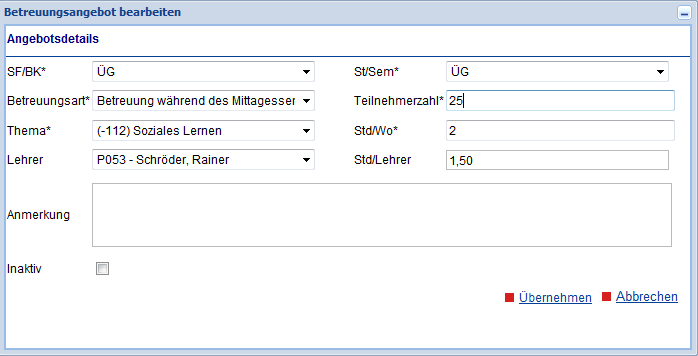 Betreuungsangebot bearbeiten
Angebotsdetails
SF/BK* ÜG St/Sem* ÜG
Betreuungsart* Betreuung während des Mittagesser Teilnehmerzahl* 25
Thema* (-112) Soziales Lernen Std/Wo* 2
Lehrer P053 - Schröder, Rainer Std/Lehrer 1,50
Anmerkung
Inaktiv
Übernehmen Abbrechen